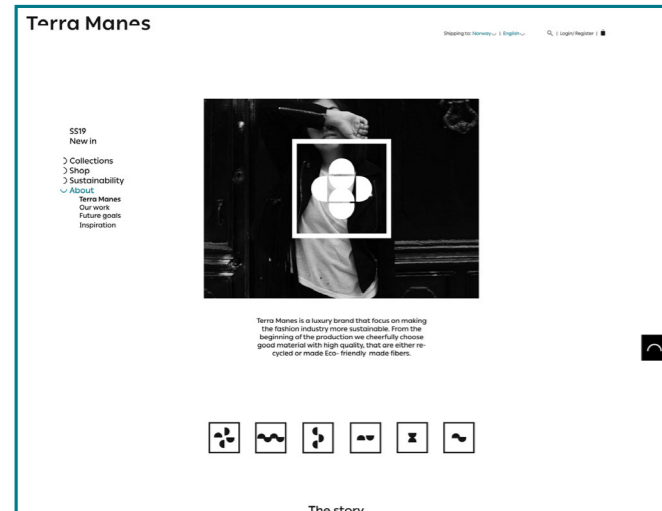 Terra Manes
Shipping to: Norway | English | Login/ Register |
SS19
New in
Collections
Shop
Sustainability
About
Terra Manes
Our work
Future goals
Inspiration
Terra Manes is a luxury brand that focus on making
the fashion industry more sustainable. From the
beginning of the production we cheerfully choose
good material with high quality, that are either re-
cycled or made Eco- friendly made fibers.
The story